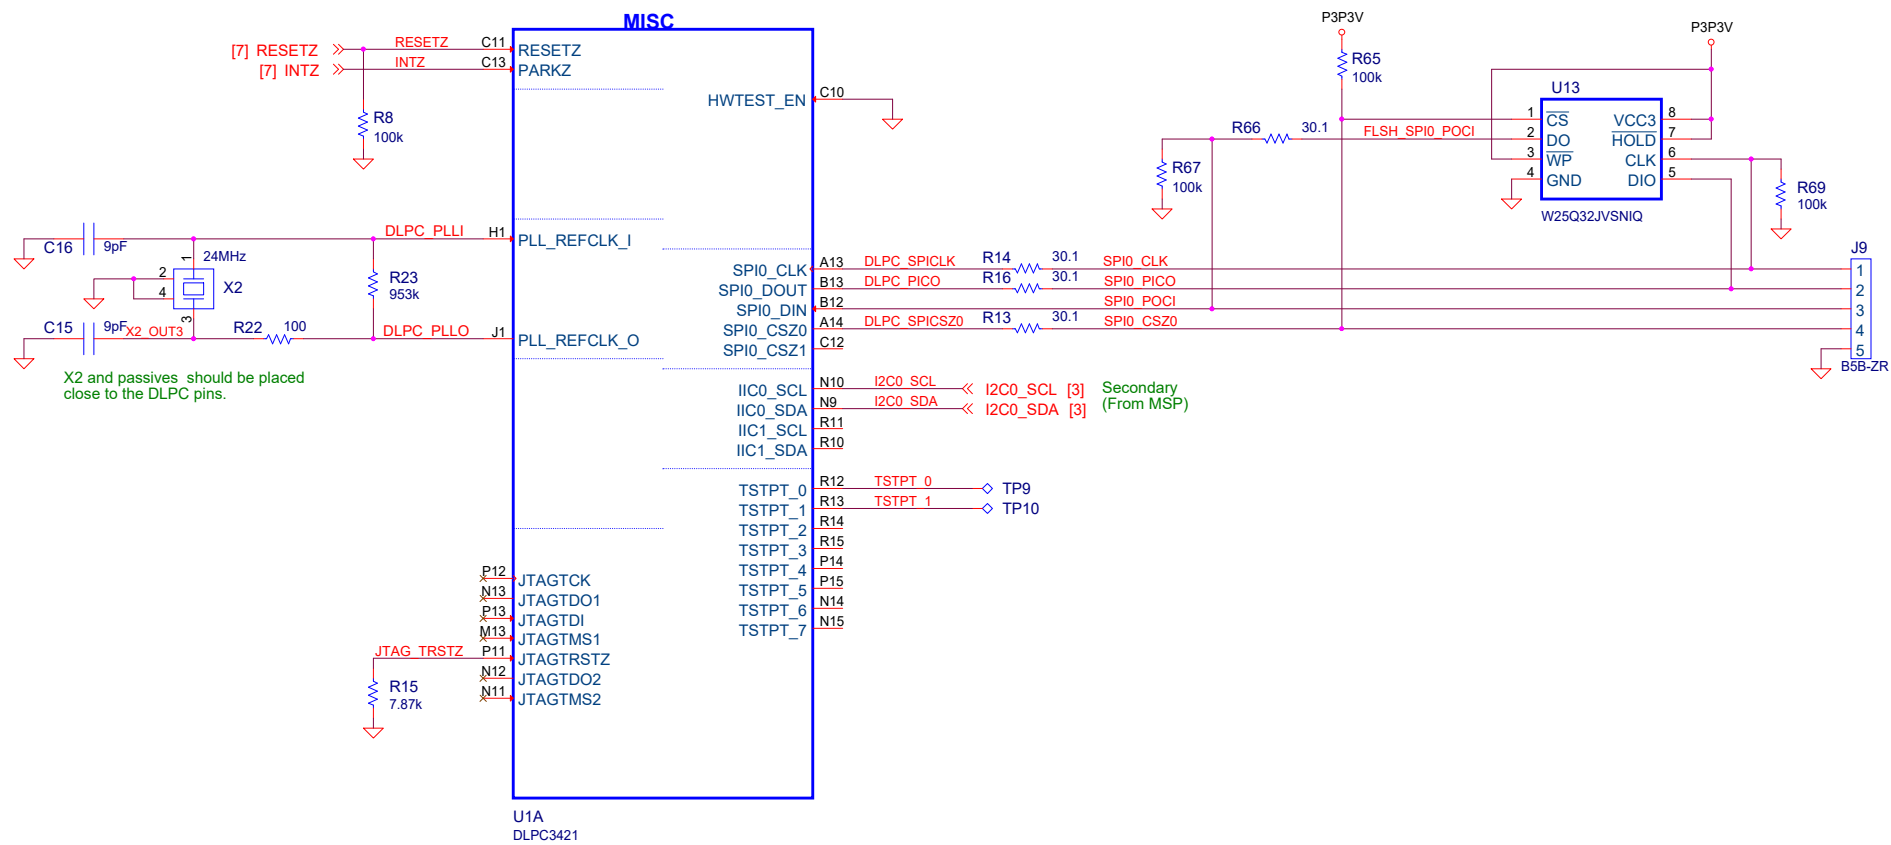 MISC
[7] RESETZ
RESETZ
C11
RESETZ
[7] INTZ
INTZ
C13
PARKZ
R8
100k
HWTEST_EN
C10
C16
9pF
DLPC_PLLI
H1
PLL_REFCLK_I
1
24MHz
2
4
X2
3
R23
953k
C15
9pF
X2_OUT3
R22
100
DLPC_PLLO
J1
PLL_REFCLK_O
X2 and passives should be placed
close to the DLPC pins.
SPI0_CLK
A13
DLPC_SPICLK
R14
30.1
SPI0_CLK
SPI0_DOUT
B13
DLPC_PICO
R16
30.1
SPI0_PICO
SPI0_DIN
B12
SPI0_POCI
SPI0_CSZ0
A14
DLPC_SPICSZ0
R13
30.1
SPI0_CSZ0
SPI0_CSZ1
C12
IIC0_SCL
N10
I2C0_SCL
I2C0_SCL [3]
IIC0_SDA
N9
I2C0_SDA
I2C0_SDA [3]
Secondary
(From MSP)
IIC1_SCL
R11
IIC1_SDA
R10
TSTPT_0
R12
TSTPT_0
TP9
TSTPT_1
R13
TSTPT_1
TP10
TSTPT_2
R14
TSTPT_3
R15
TSTPT_4
P14
TSTPT_5
P15
TSTPT_6
N14
TSTPT_7
N15
P12
JTAGTCK
N13
JTAGTDO1
P13
JTAGTDI
M13
JTAGTMS1
JTAG_TRSTZ
P11
JTAGTRSTZ
N12
JTAGTDO2
N11
JTAGTMS2
R15
7.87k
U1A
DLPC3421
P3P3V
R65
100k
P3P3V
R66
30.1
FLSH_SPI0_POCI
R67
100k
U13
1
CS
VCC3
8
2
DO
HOLD
7
3
WP
CLK
6
4
GND
DIO
5
W25Q32JVSNIQ
R69
100k
J9
1
2
3
4
5
B5B-ZR